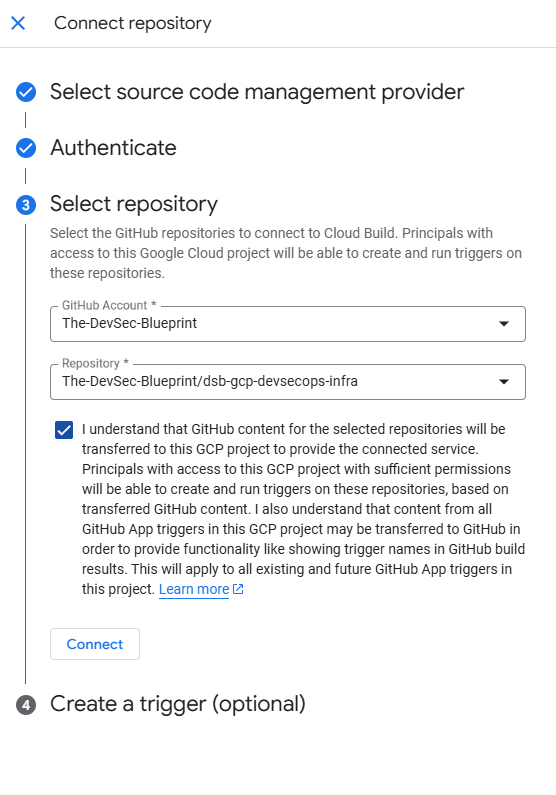 Connect repository
Select source code management provider
Authenticate
3
Select repository
Select the GitHub repositories to connect to Cloud Build. Principals with
access to this Google Cloud project will be able to create and run triggers on
these repositories.
GitHub Account *
The-DevSec-Blueprint
Repository *
The-DevSec-Blueprint/dsb-gcp-devsecops-infra
I understand that GitHub content for the selected repositories will be
transferred to this GCP project to provide the connected service.
Principals with access to this GCP project with sufficient permissions
will be able to create and run triggers on these repositories, based on
transferred GitHub content. I also understand that content from all
GitHub App triggers in this GCP project may be transferred to GitHub in
order to provide functionality like showing trigger names in GitHub build
results. This will apply to all existing and future GitHub App triggers in
this project. Learn more
Connect
4
Create a trigger (optional)